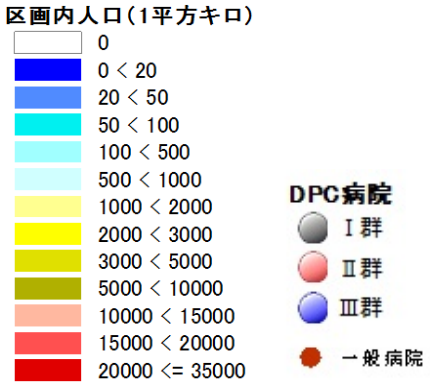 区画内人口(1平方キロ)
0
0 < 20
20 < 50
50 < 100
100 < 500
500 < 1000
1000 < 2000
2000 < 3000
3000 < 5000
5000 < 10000
10000 < 15000
15000 < 20000
20000 <= 35000
DPC病院
Ⅰ群
Ⅱ群
Ⅲ群
一般病院